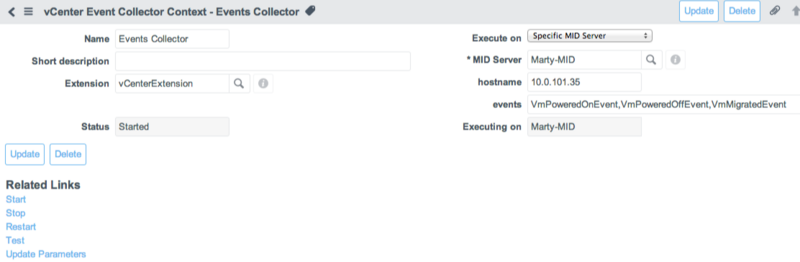 vCenter Event Collector Context - Events Collector
Update Delete
Name Events Collector
Execute on Specific MID Server
Short description
* MID Server Marty-MID
Extension vCenterExtension
hostname 10.0.101.35
events VmPoweredOnEvent,VmPoweredOffEvent,VmMigratedEvent
Status Started
Executing on Marty-MID
Update Delete
Related Links
Start
Stop
Restart
Test
Update Parameters